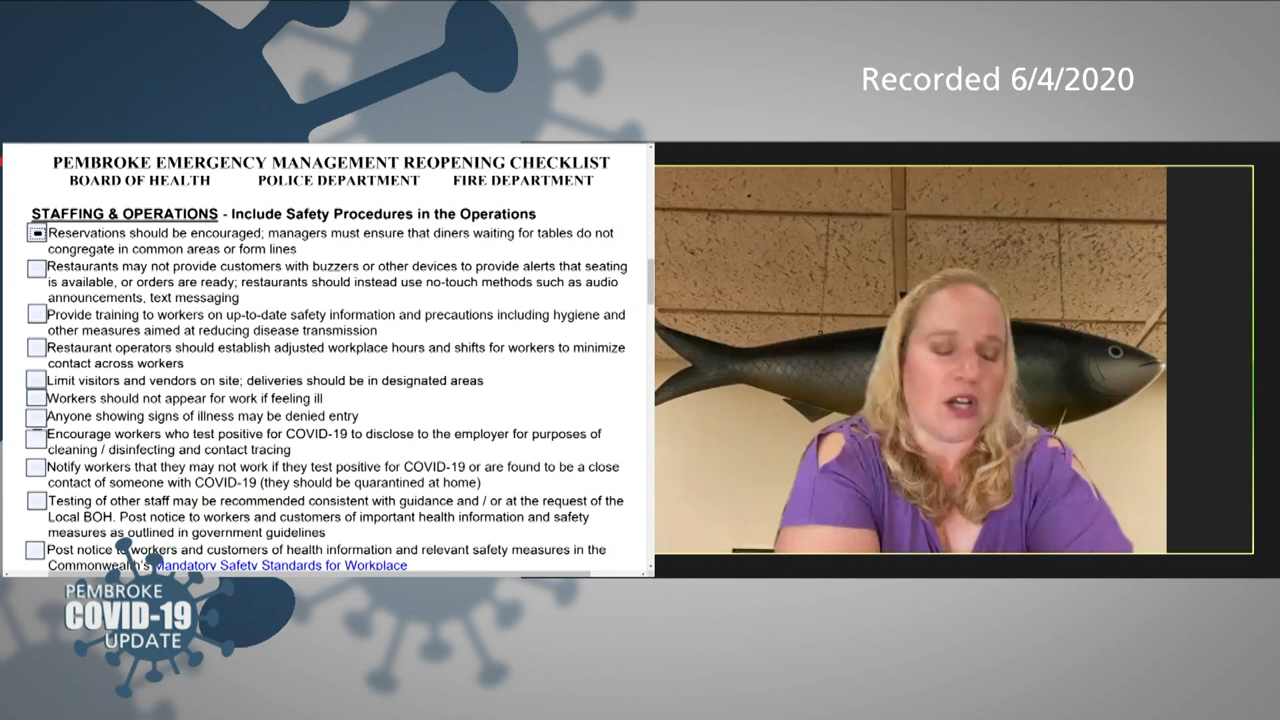 Recorded 6/4/2020
PEMBROKE EMERGENCY MANAGEMENT REOPENING CHECKLIST
BOARD OF HEALTH POLICE DEPARTMENT FIRE DEPARTMENT
STAFFING & OPERATIONS - Include Safety Procedures in the Operations
Reservations should be encouraged; managers must ensure that diners waiting for tables do not
congregate in common areas or form lines
Restaurants may not provide customers with buzzers or other devices to provide alerts that seating
is available, or orders are ready; restaurants should instead use no-touch methods such as audio
announcements, text messaging
Provide training to workers on up-to-date safety information and precautions including hygiene and
other measures aimed at reducing disease transmission
Restaurant operators should establish adjusted workplace hours and shifts for workers to minimize
contact across workers
Limit visitors and vendors on site; deliveries should be in designated areas
Workers should not appear for work if feeling ill
Anyone showing signs of illness may be denied entry
Encourage workers who test positive for COVID-19 to disclose to the employer for purposes of
cleaning / disinfecting and contact tracing
Notify workers that they may not work if they test positive for COVID-19 or are found to be a close
contact of someone with COVID-19 (they should be quarantined at home)
Testing of other staff may be recommended consistent with guidance and / or at the request of the
Local BOH. Post notice to workers and customers of important health information and safety
measures as outlined in government guidelines
Post notice to workers and customers of health information and relevant safety measures in the
Commonwealth's Mandatory Safety Standards for Workplace
PEMBROKE
COVID-19
UPDATE